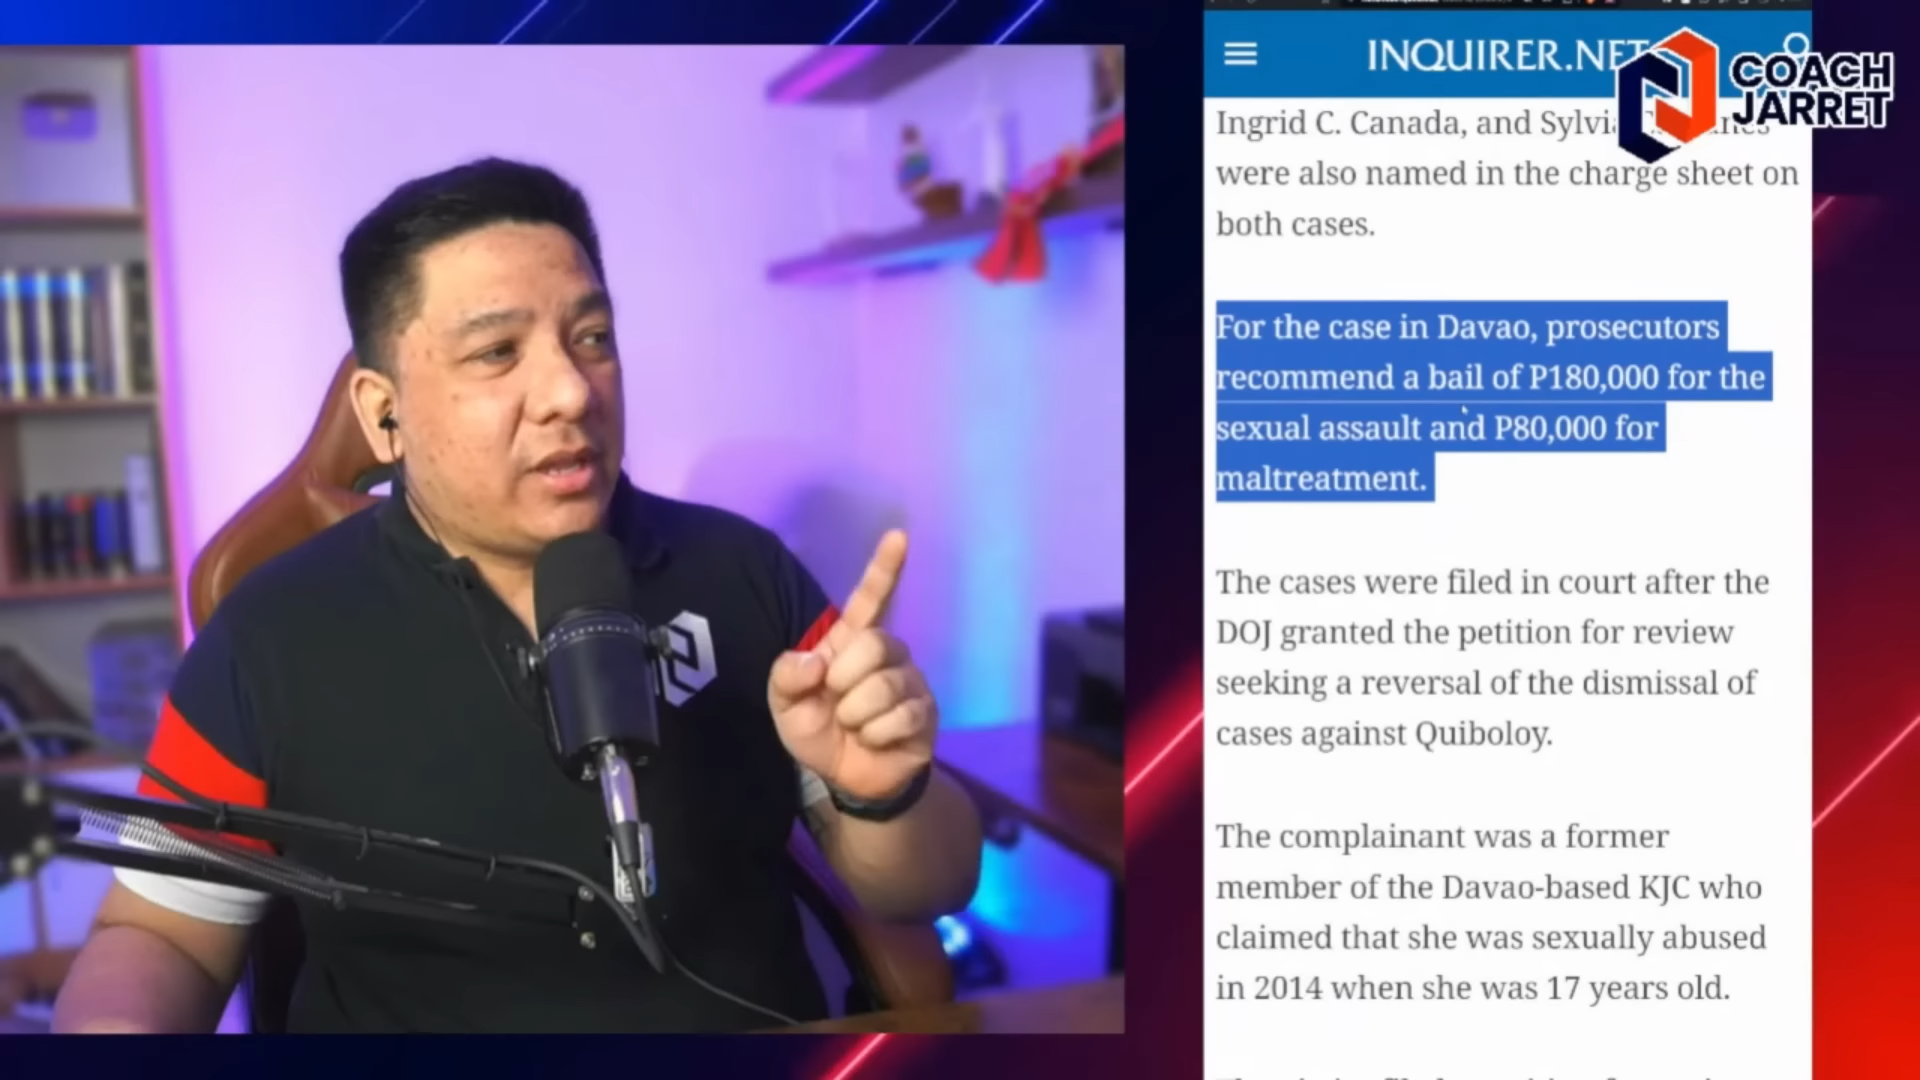 INQUIRER.NET
COACH
JARRET
Ingrid C. Canada, and Sylvia
were also named in the charge sheet on
both cases.
For the case in Davao, prosecutors
recommend a bail of P180,000 for the
sexual assault and P80,000 for
maltreatment.
The cases were filed in court after the
DOJ granted the petition for review
seeking a reversal of the dismissal of
cases against Quiboloy.
The complainant was a former
member of the Davao-based KJC who
claimed that she was sexually abused
in 2014 when she was 17 years old.